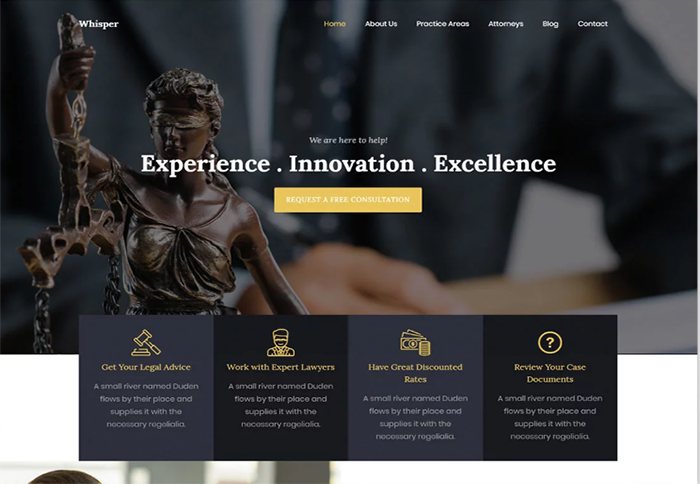 Whisper
Home About Us Practice Areas Attorneys Blog Contact
We are here to help!
Experience . Innovation . Excellence
REQUEST A FREE CONSULTATION
Get Your Legal Advice
A small river named Duden
flows by their place and
supplies it with the
necessary regelialia.
Work with Expert Lawyers
A small river named Duden
flows by their place and
supplies it with the
necessary regelialia.
Have Great Discounted
Rates
A small river named Duden
flows by their place and
supplies it with the
necessary regelialia.
Review Your Case
Documents
A small river named Duden
flows by their place and
supplies it with the
necessary regelialia.